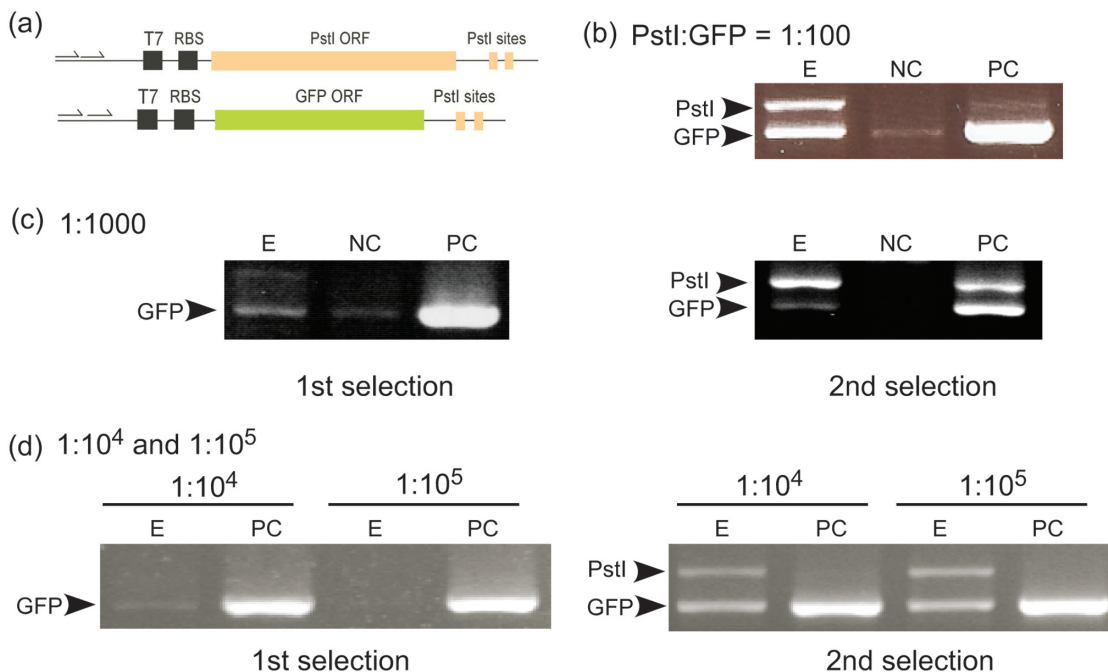 (a)
T7 RBS PstI ORF PstI sites
T7 RBS GFP ORF PstI sites
(b) PstI:GFP = 1:100
E NC PC
PstI
GFP
(c) 1:1000
E NC PC
GFP
1st selection
E NC PC
PstI
GFP
2nd selection
(d) 1:10⁴ and 1:10⁵
1:10⁴ 1:10⁵
E PC E PC
GFP
1st selection
1:10⁴ 1:10⁵
E PC E PC
PstI
GFP
2nd selection